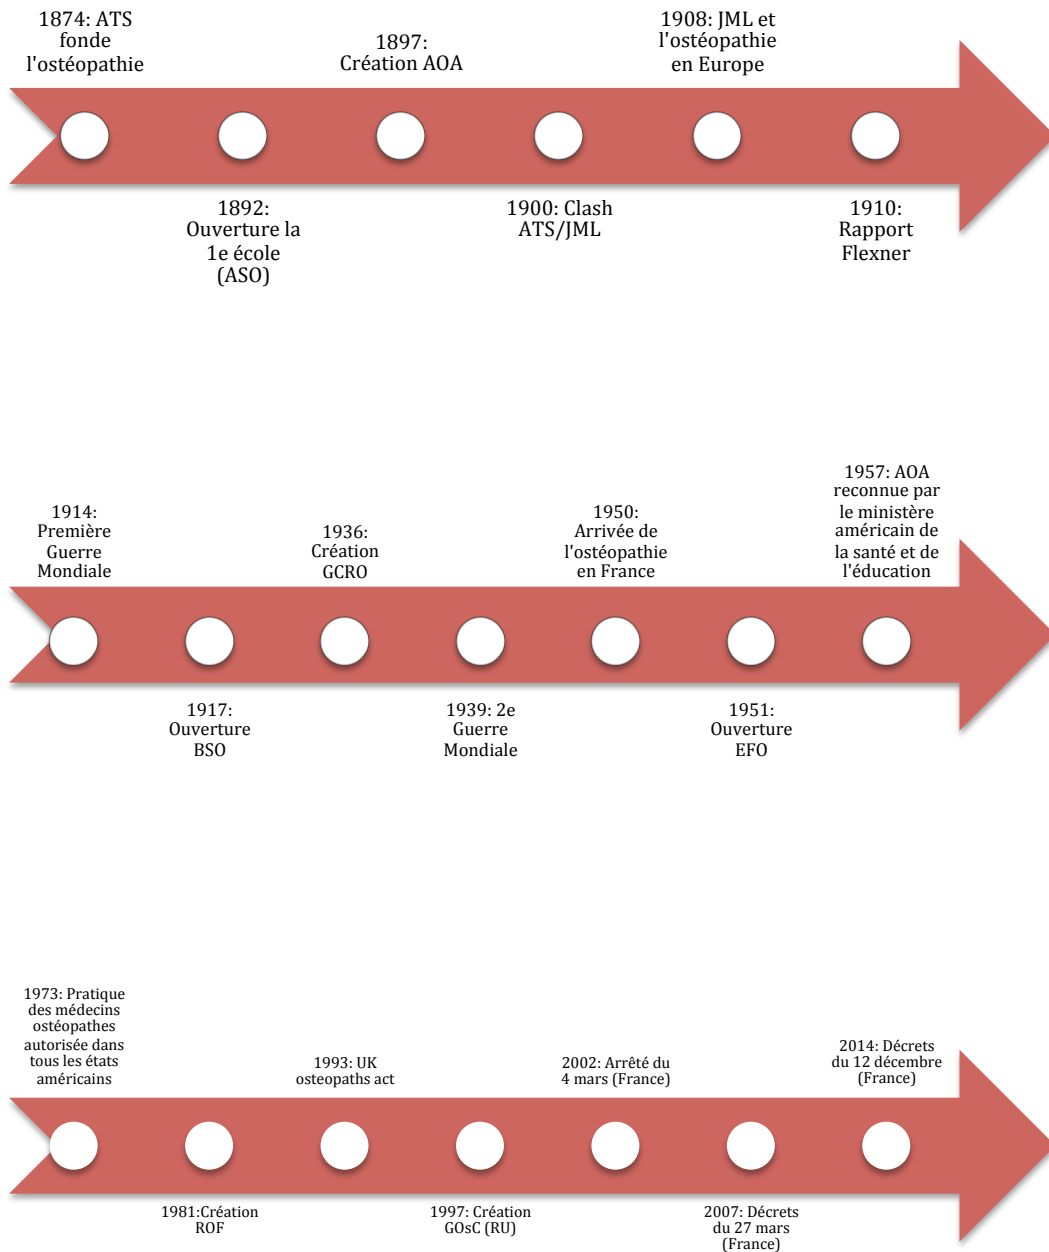 1874: ATS
fonde
l'ostéopathie
1892:
Ouverture la
1e école
(ASO)
1897:
Création AOA
1900: Clash
ATS/JML
1908: JML et
l'ostéopathie
en Europe
1910:
Rapport
Flexner
1914:
Première
Guerre
Mondiale
1917:
Ouverture
BSO
1936:
Création
GCRO
1939: 2e
Guerre
Mondiale
1950:
Arrivée de
l'ostéopathie
en France
1951:
Ouverture
EFO
1957: AOA
reconnue par
le ministère
américain de
la santé et de
l'éducation
1973: Pratique
des médecins
ostéopathes
autorisée dans
tous les états
américains
1981:Création
ROF
1993: UK
osteopaths act
1997: Création
GOsC (RU)
2002: Arrêté du
4 mars (France)
2007: Décrets
du 27 mars
(France)
2014: Décrets
du 12 décembre
(France)